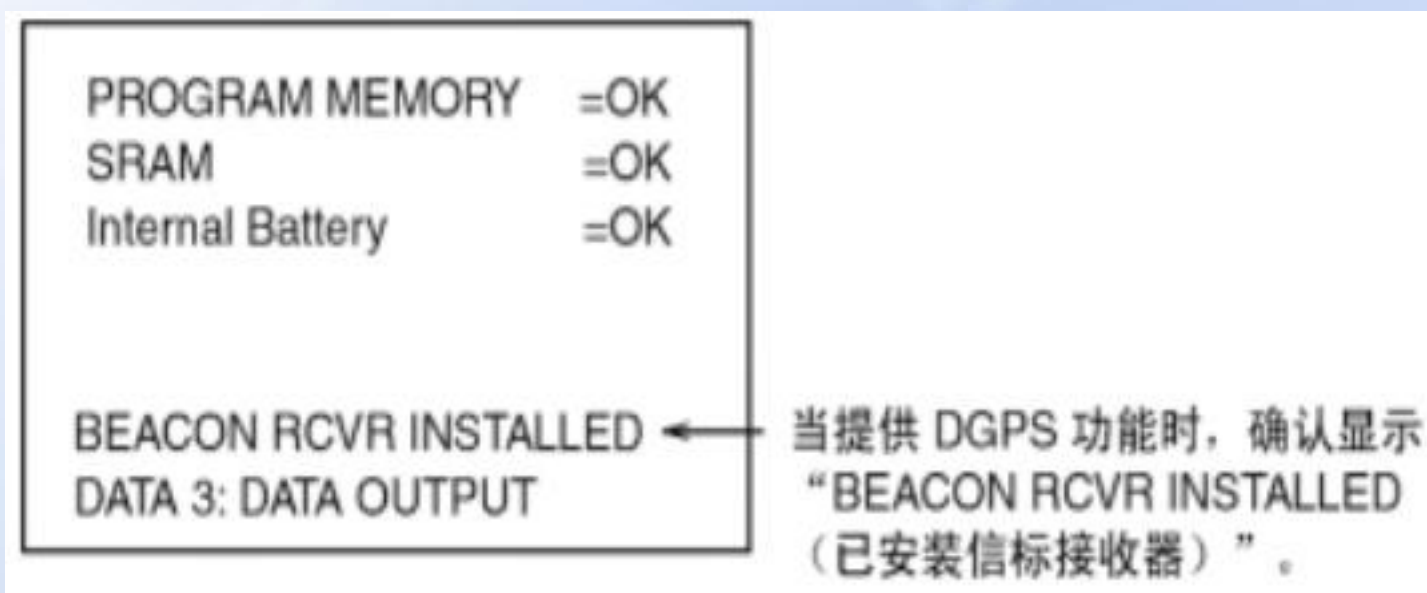 PROGRAM MEMORY =OK
SRAM =OK
Internal Battery =OK
BEACON RCVR INSTALLED
DATA 3: DATA OUTPUT
当提供 DGPS 功能时，确认显示
“BEACON RCVR INSTALLED
（已安装信标接收器）”。